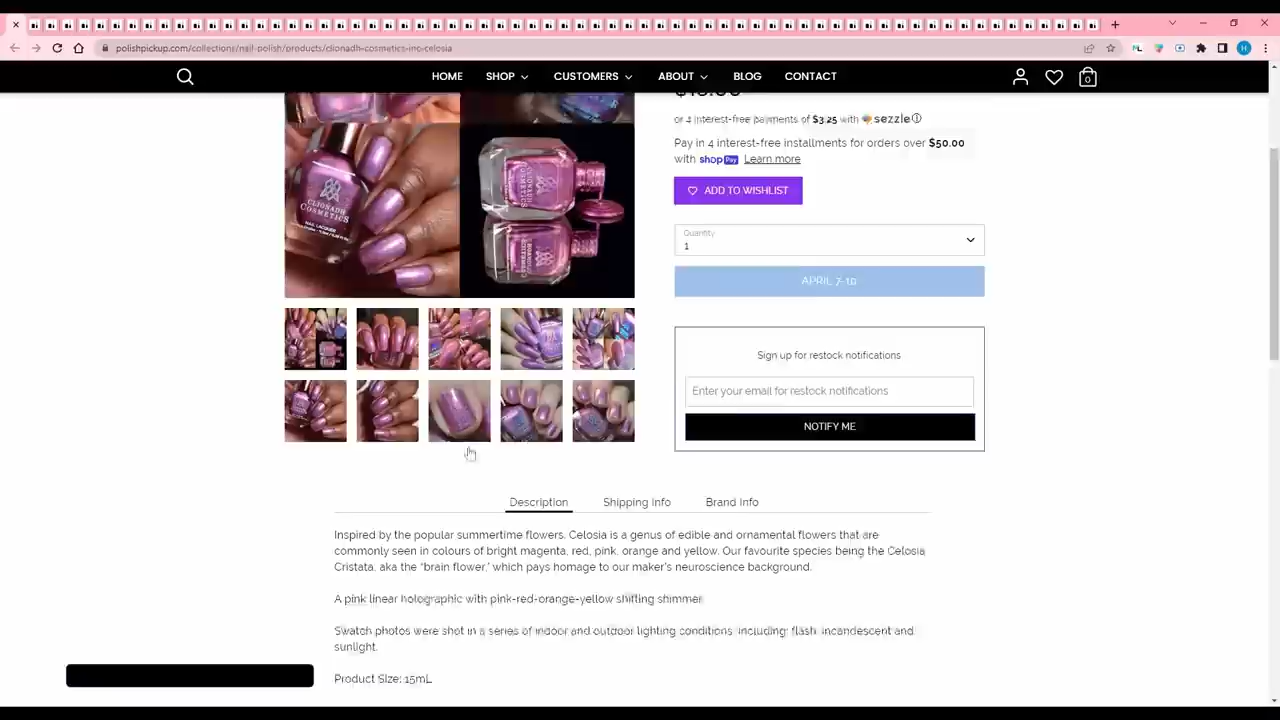 polishpickup.com/collections/nail-polish/products/clionadh-cosmetics-inc-celosia
HOME
SHOP
CUSTOMERS
ABOUT
BLOG
CONTACT
0
or 4 interest-free payments of $3.25 with sezzle
Pay in 4 interest-free installments for orders over $50.00
with shop Pay Learn more
ADD TO WISHLIST
Quantity
1
APRIL 7-10
CLIONADH
COSMETICS
Sign up for restock notifications
Enter your email for restock notifications
NOTIFY ME
Description
Shipping Info
Brand Info
Inspired by the popular summertime flowers. Celosia is a genus of edible and ornamental flowers that are
commonly seen in colours of bright magenta, red, pink, orange and yellow. Our favourite species being the Celosia
Cristata, aka the "brain flower," which pays homage to our maker's neuroscience background.
A pink linear holographic with pink-red-orange-yellow shifting shimmer
Swatch photos were shot in a series of indoor and outdoor lighting conditions including: flash incandescent and
sunlight.
Product Size: 15mL